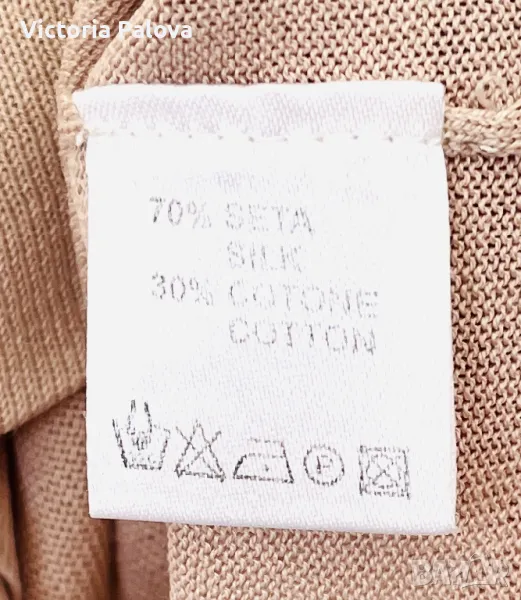 Victoria Palova
70% SETA
SILK
30% COTONE
COTTON
P